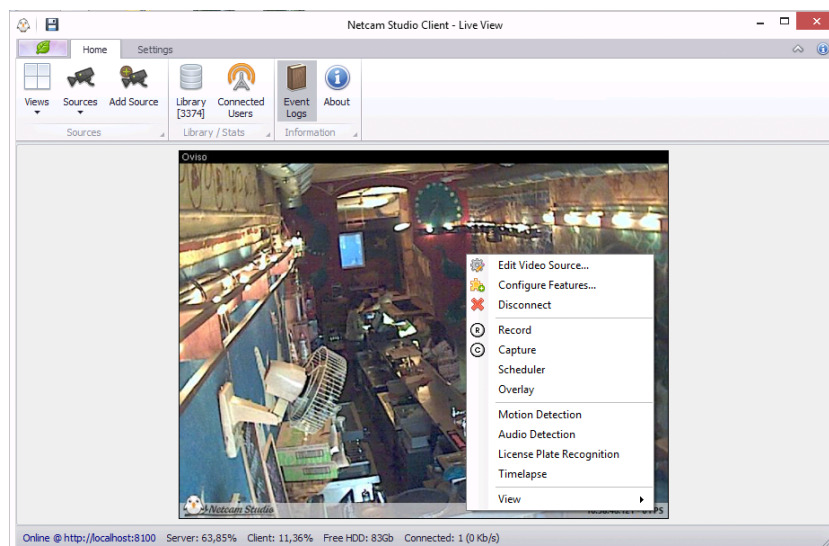 Netcam Studio Client - Live View
Home Settings
Views Sources Add Source Library [3374] Connected Users Event Logs About
Sources Library / Stats Information
Oviso
Edit Video Source...
Configure Features...
Disconnect
R Record
C Capture
Scheduler
Overlay
Motion Detection
Audio Detection
License Plate Recognition
Timelapse
View
Netcam Studio
Online @ http://localhost:8100 Server: 63,85% Client: 11,36% Free HDD: 83Gb Connected: 1 (0 Kb/s)